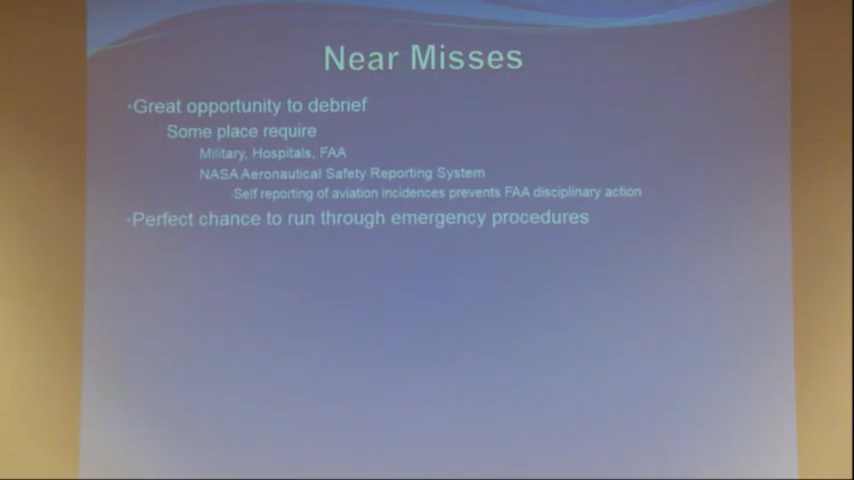 Near Misses
•Great opportunity to debrief
Some place require
Military, Hospitals, FAA
NASA Aeronautical Safety Reporting System
Self reporting of aviation incidences prevents FAA disciplinary action
•Perfect chance to run through emergency procedures